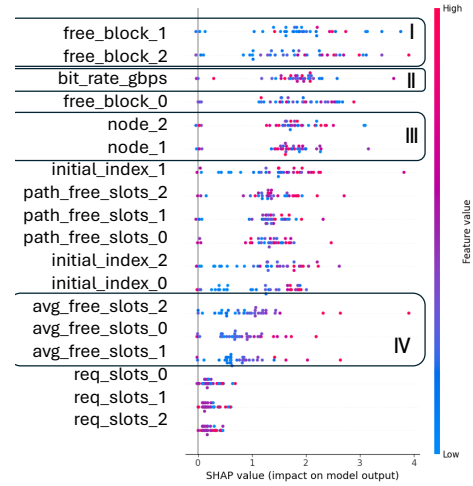 High
free_block_1 I
free_block_2
bit_rate_gbps II
free_block_0
node_2
node_1 III
initial_index_1
path_free_slots_2
path_free_slots_1
path_free_slots_0
initial_index_2
initial_index_0
avg_free_slots_2
avg_free_slots_0
avg_free_slots_1 IV
req_slots_0
req_slots_1
req_slots_2
Feature value
Low
0 1 2 3 4
SHAP value (impact on model output)